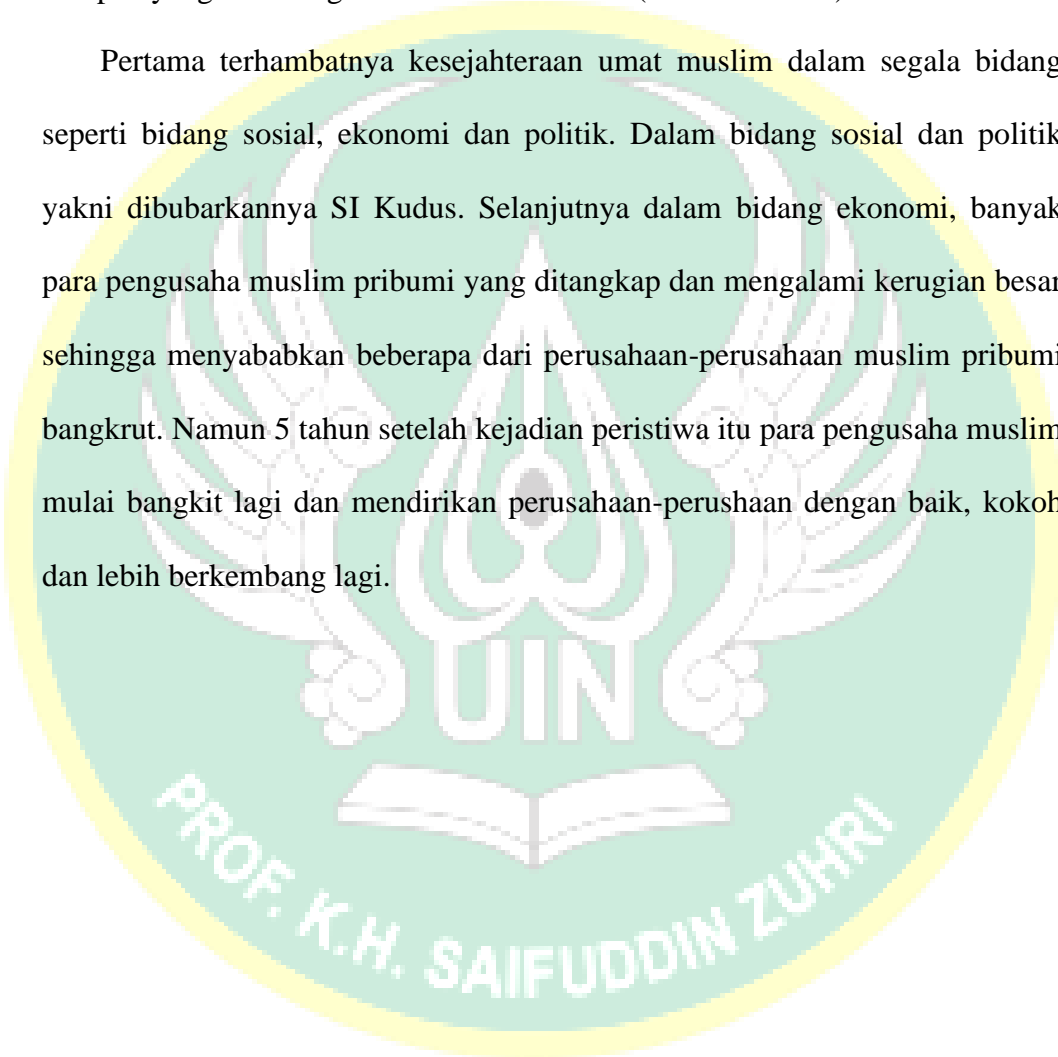 Pertama terhambatnya kesejahteraan umat muslim dalam segala bidang
seperti bidang sosial, ekonomi dan politik. Dalam bidang sosial dan politik
yakni dibubarkannya SI Kudus. Selanjutnya dalam bidang ekonomi, banyak
para pengusaha muslim pribumi yang ditangkap dan mengalami kerugian besar
sehingga menyababkan beberapa dari perusahaan-perusahaan muslim pribumi
bangkrut. Namun 5 tahun setelah kejadian peristiwa itu para pengusaha muslim
mulai bangkit lagi dan mendirikan perusahaan-perushaan dengan baik, kokoh
dan lebih berkembang lagi.
UIN
PROF. K.H. SAIFUDDIN ZUHRI